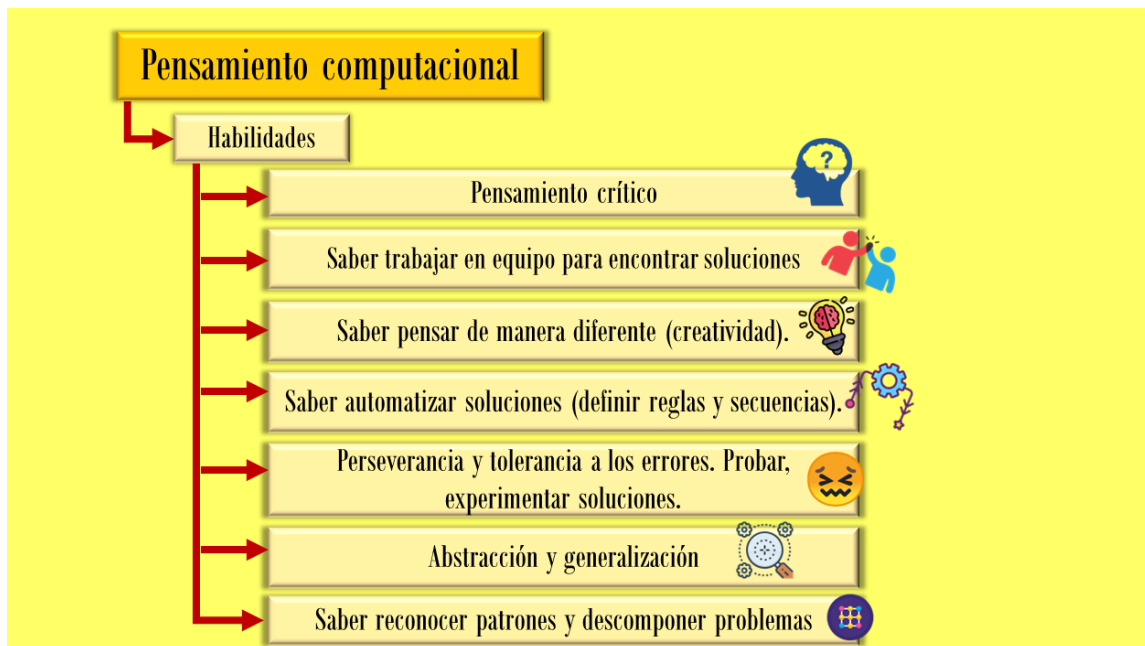 Pensamiento computacional
Habilidades
Pensamiento crítico
?
Saber trabajar en equipo para encontrar soluciones
Saber pensar de manera diferente (creatividad).
Saber automatizar soluciones (definir reglas y secuencias).
Perseverancia y tolerancia a los errores. Probar,
experimentar soluciones.
Abstracción y generalización
Saber reconocer patrones y descomponer problemas